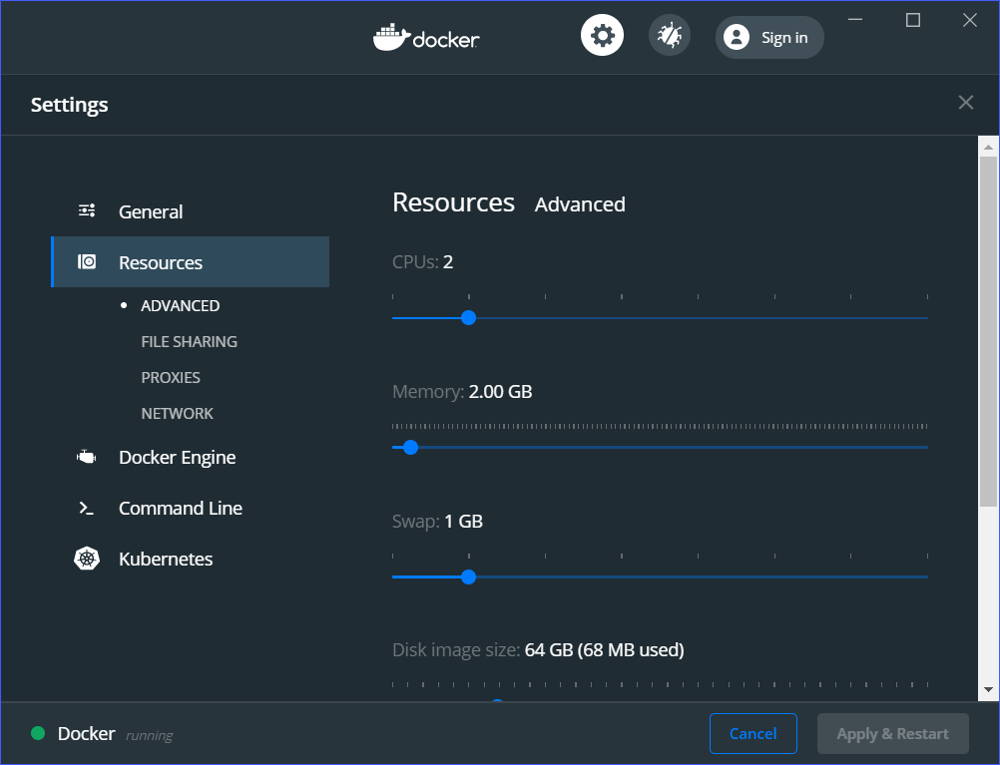 docker
Sign in
Settings
General
Resources
ADVANCED
FILE SHARING
PROXIES
NETWORK
Docker Engine
Command Line
Kubernetes
Resources Advanced
CPUs: 2
Memory: 2.00 GB
Swap: 1 GB
Disk image size: 64 GB (68 MB used)
Docker running
Cancel
Apply & Restart